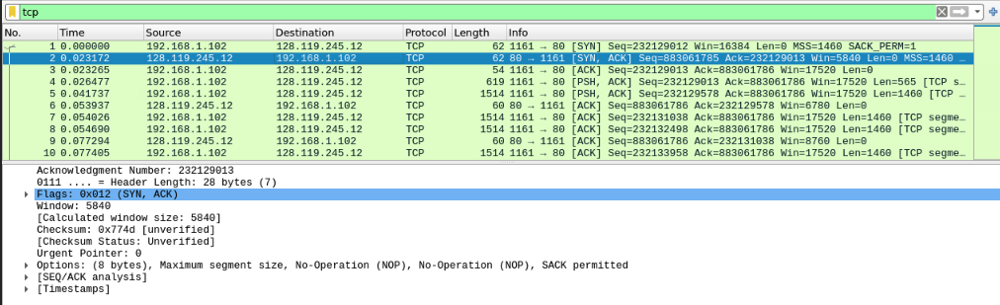 tcp
No. Time Source Destination Protocol Length Info
1 0.000000 192.168.1.102 128.119.245.12 TCP 62 1161 → 80 [SYN] Seq=232129012 Win=16384 Len=0 MSS=1460 SACK_PERM=1
2 0.023172 128.119.245.12 192.168.1.102 TCP 62 80 → 1161 [SYN, ACK] Seq=883061785 Ack=232129013 Win=5840 Len=0 MSS=1460 …
3 0.023265 192.168.1.102 128.119.245.12 TCP 54 1161 → 80 [ACK] Seq=232129013 Ack=883061786 Win=17520 Len=0
4 0.026477 192.168.1.102 128.119.245.12 TCP 619 1161 → 80 [PSH, ACK] Seq=232129013 Ack=883061786 Win=17520 Len=565 [TCP s…
5 0.041737 192.168.1.102 128.119.245.12 TCP 1514 1161 → 80 [PSH, ACK] Seq=232129578 Ack=883061786 Win=17520 Len=1460 [TCP …
6 0.053937 128.119.245.12 192.168.1.102 TCP 60 80 → 1161 [ACK] Seq=883061786 Ack=232129578 Win=6780 Len=0
7 0.054026 192.168.1.102 128.119.245.12 TCP 1514 1161 → 80 [ACK] Seq=232131038 Ack=883061786 Win=17520 Len=1460 [TCP segme…
8 0.054690 192.168.1.102 128.119.245.12 TCP 1514 1161 → 80 [ACK] Seq=232132498 Ack=883061786 Win=17520 Len=1460 [TCP segme…
9 0.077294 128.119.245.12 192.168.1.102 TCP 60 80 → 1161 [ACK] Seq=883061786 Ack=232131038 Win=8760 Len=0
10 0.077405 192.168.1.102 128.119.245.12 TCP 1514 1161 → 80 [ACK] Seq=232133958 Ack=883061786 Win=17520 Len=1460 [TCP segme…
Acknowledgment Number: 232129013
0111 .... = Header Length: 28 bytes (7)
Flags: 0x012 (SYN, ACK)
Window: 5840
[Calculated window size: 5840]
Checksum: 0x774d [unverified]
[Checksum Status: Unverified]
Urgent Pointer: 0
Options: (8 bytes), Maximum segment size, No-Operation (NOP), No-Operation (NOP), SACK permitted
[SEQ/ACK analysis]
[Timestamps]